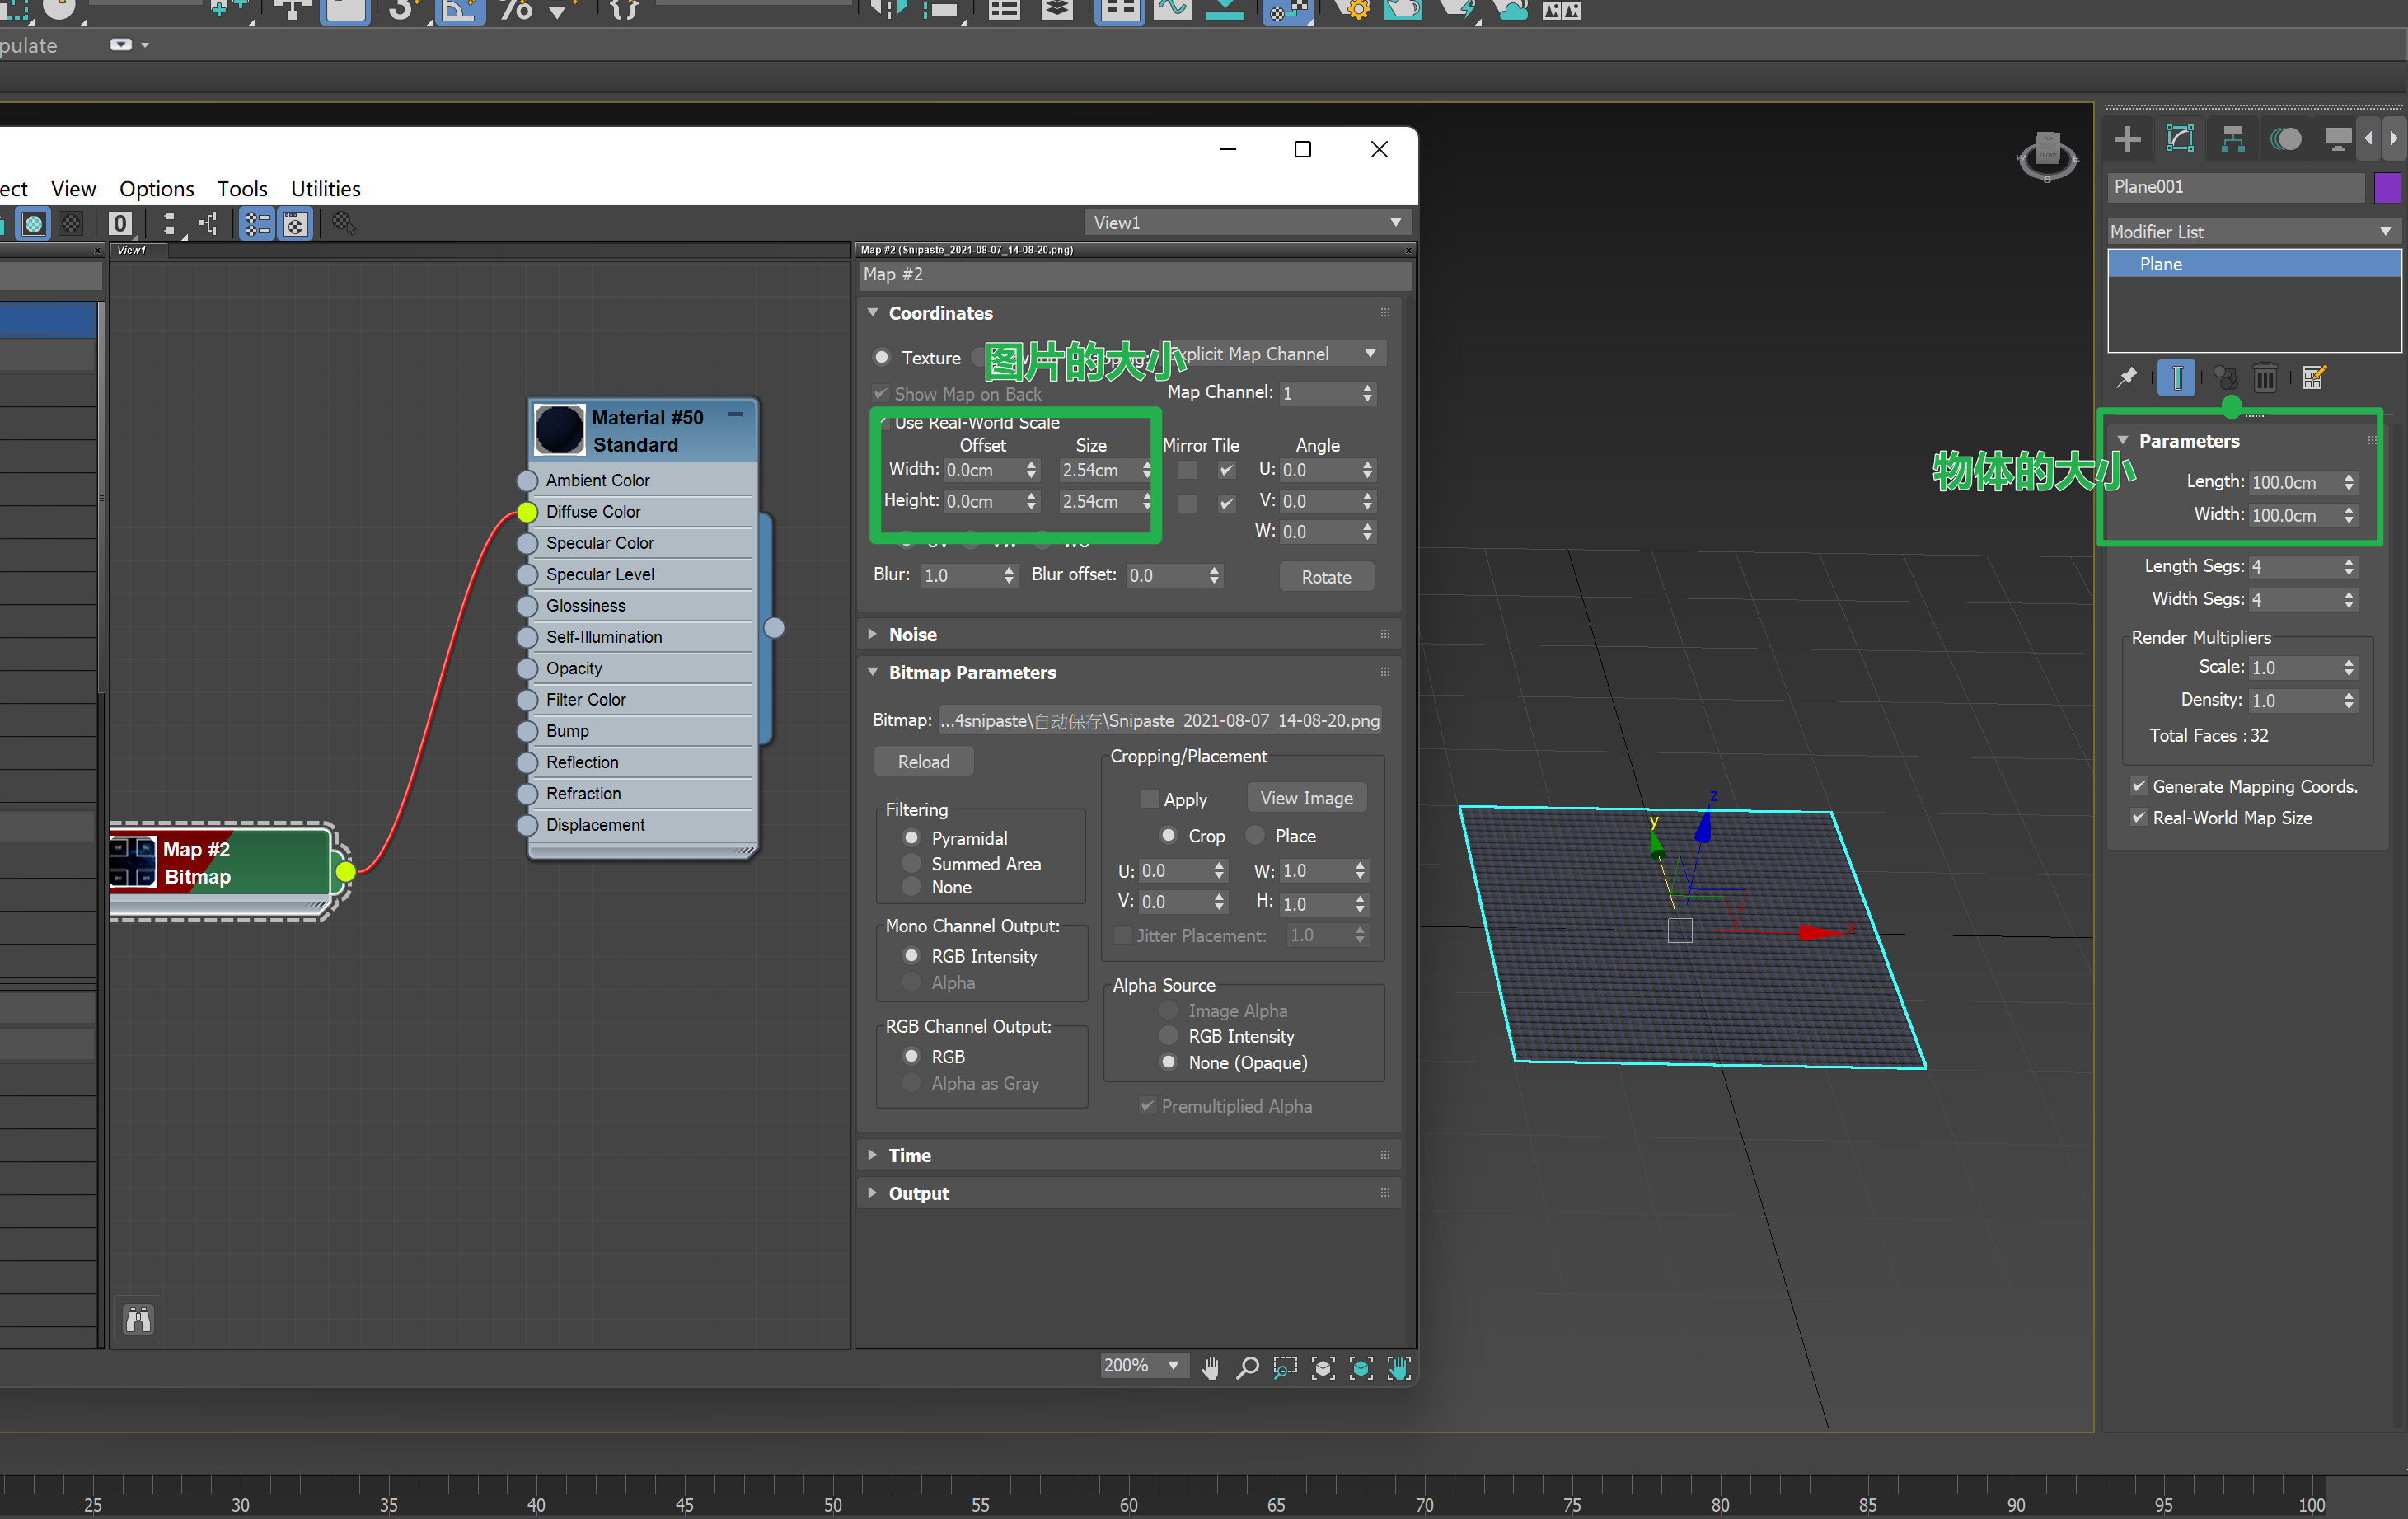 pulate
ect View Options Tools Utilities
0
View1
View1
Map #2 (Snipaste_2021-08-07_14-08-20.png)
Map #2
Coordinates
Texture
图片的大小
Explicit Map Channel
Show Map on Back
Map Channel: 1
Use Real-World Scale
Offset Size Mirror Tile Angle
Width: 0.0cm 2.54cm U: 0.0
Height: 0.0cm 2.54cm V: 0.0
W: 0.0
Blur: 1.0 Blur offset: 0.0 Rotate
Noise
Bitmap Parameters
Bitmap: ...4snipaste\自动保存\Snipaste_2021-08-07_14-08-20.png
Reload
Cropping/Placement
Apply View Image
Crop Place
U: 0.0 W: 1.0
V: 0.0 H: 1.0
Jitter Placement: 1.0
Filtering
Pyramidal
Summed Area
None
Mono Channel Output:
RGB Intensity
Alpha
RGB Channel Output:
RGB
Alpha as Gray
Alpha Source
Image Alpha
RGB Intensity
None (Opaque)
Premultiplied Alpha
Time
Output
200%
Material #50
Standard
Ambient Color
Diffuse Color
Specular Color
Specular Level
Glossiness
Self-Illumination
Opacity
Filter Color
Bump
Reflection
Refraction
Displacement
Map #2
Bitmap
z
y
x
Plane001
Modifier List
Plane
Parameters
物体的大小
Length: 100.0cm
Width: 100.0cm
Length Segs: 4
Width Segs: 4
Render Multipliers
Scale: 1.0
Density: 1.0
Total Faces : 32
Generate Mapping Coords.
Real-World Map Size
25 30 35 40 45 50 55 60 65 70 75 80 85 90 95 100